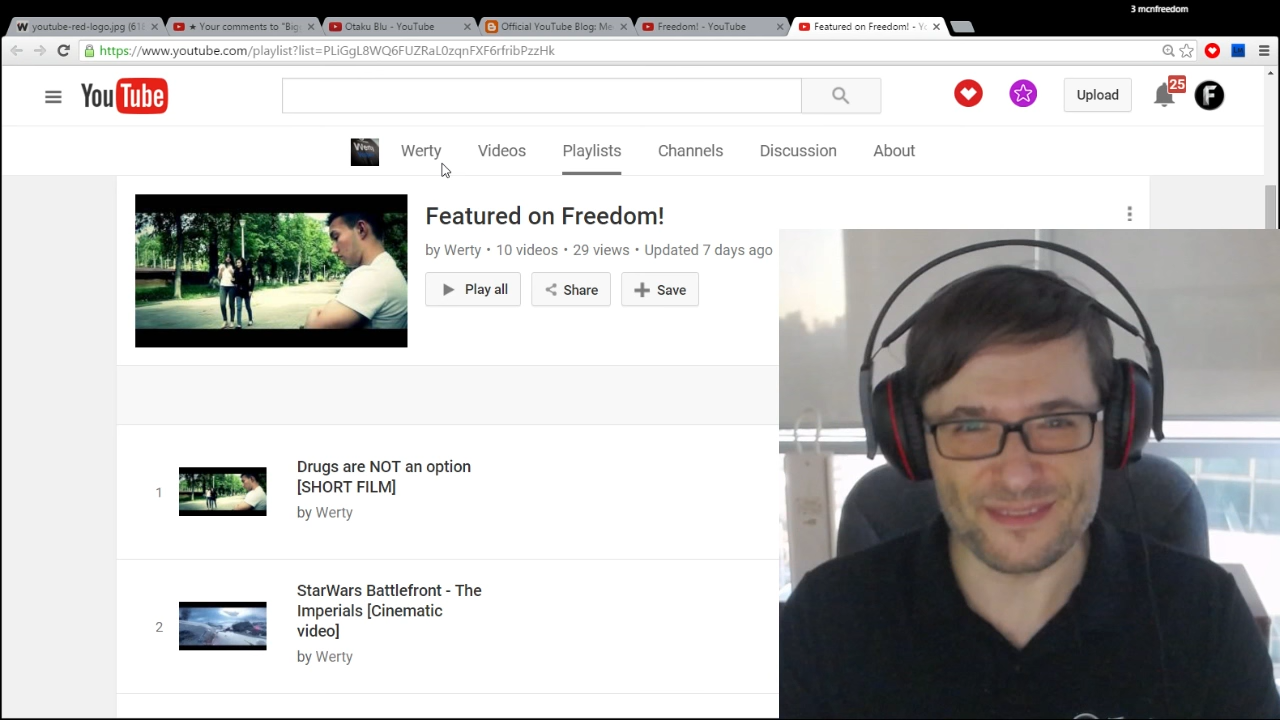 3 mcnfreedom
youtube-red-logo.jpg (618
★ Your comments to "Big
Otaku Blu - YouTube
Official YouTube Blog: Me
Freedom! - YouTube
Featured on Freedom! - Yo
https://www.youtube.com/playlist?list=PLiGgL8WQ6FUZRaL0zqnFXF6rfribPzzHk
YouTube
Upload
25
F
Werty
Videos
Playlists
Channels
Discussion
About
Featured on Freedom!
by Werty • 10 videos • 29 views • Updated 7 days ago
Play all
Share
Save
1
Drugs are NOT an option
[SHORT FILM]
by Werty
2
StarWars Battlefront - The
Imperials [Cinematic
video]
by Werty